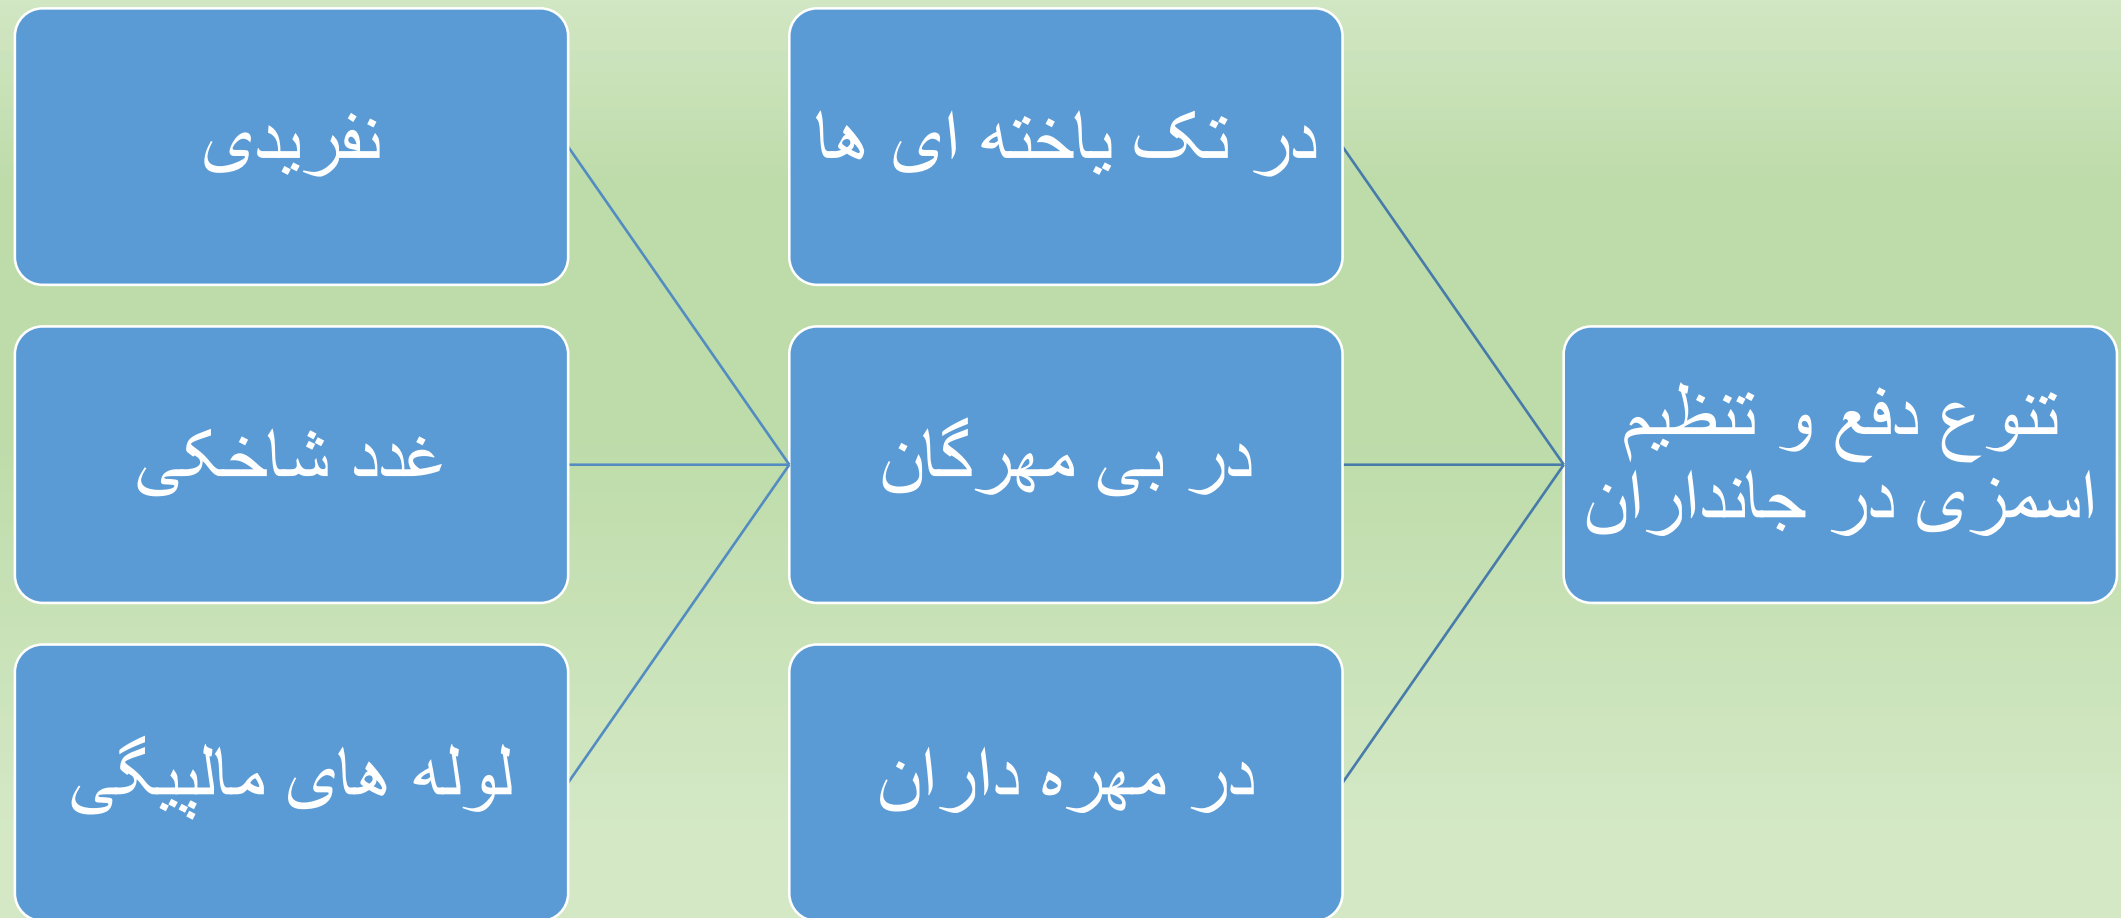 تنوع دفع و تنظیم
اسمزی در جانداران
در تک یاخته ای ها
در بی مهرگان
در مهره داران
نفریدی
غدد شاخکی
لوله های مالپیگی